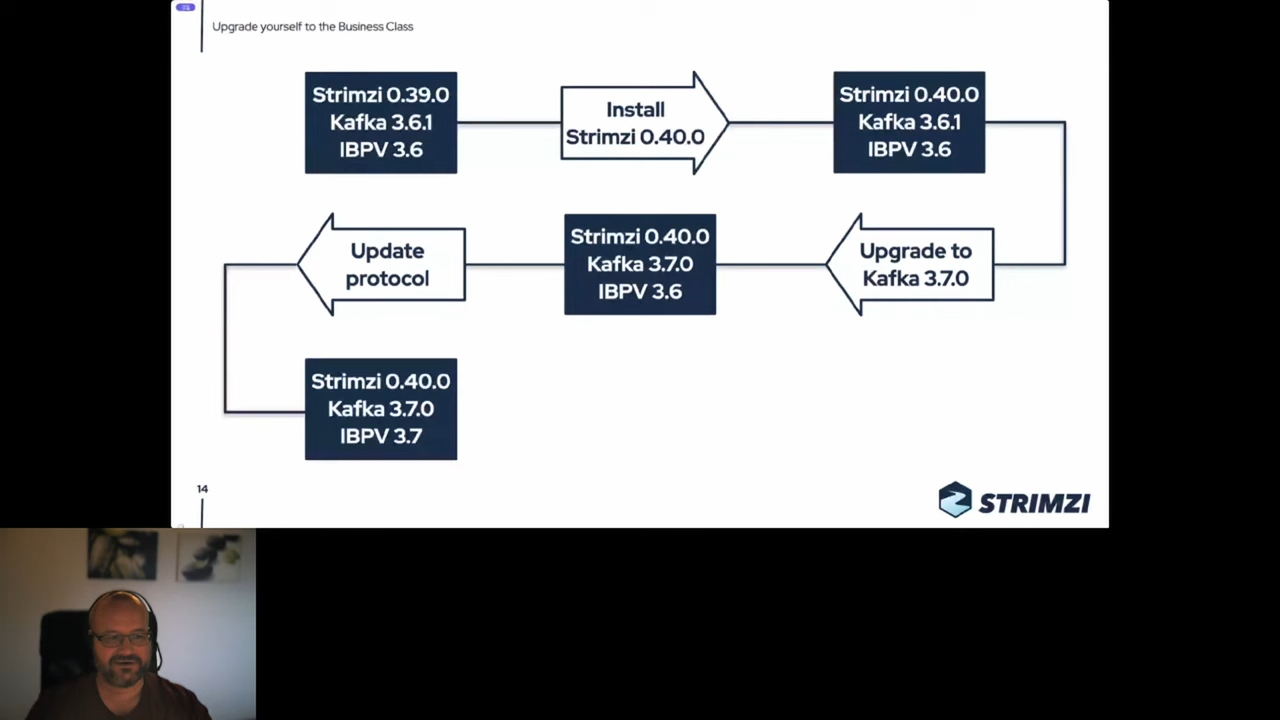 Upgrade yourself to the Business Class
Strimzi 0.39.0
Kafka 3.6.1
IBPV 3.6
Install
Strimzi 0.40.0
Strimzi 0.40.0
Kafka 3.6.1
IBPV 3.6
Upgrade to
Kafka 3.7.0
Strimzi 0.40.0
Kafka 3.7.0
IBPV 3.6
Update
protocol
Strimzi 0.40.0
Kafka 3.7.0
IBPV 3.7
14
STRIMZI